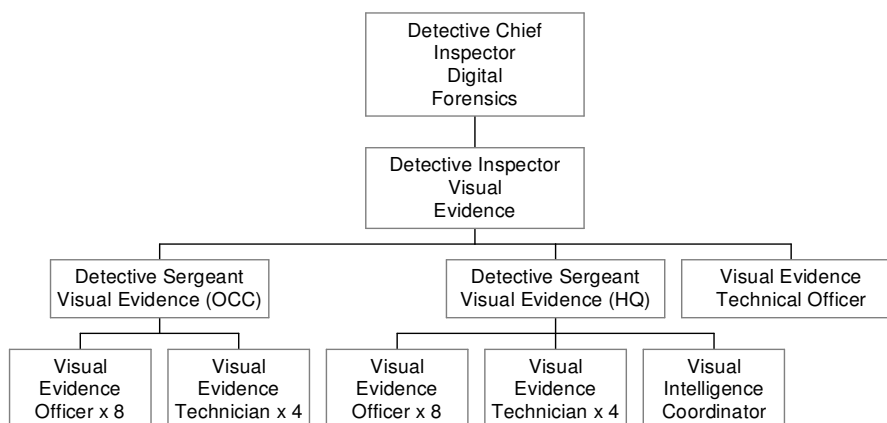 Detective Chief
Inspector
Digital
Forensics
Detective Inspector
Visual
Evidence
Detective Sergeant
Visual Evidence (OCC)
Detective Sergeant
Visual Evidence (HQ)
Visual Evidence
Technical Officer
Visual
Evidence
Officer x 8
Visual
Evidence
Technician x 4
Visual
Evidence
Officer x 8
Visual
Evidence
Technician x 4
Visual
Intelligence
Coordinator